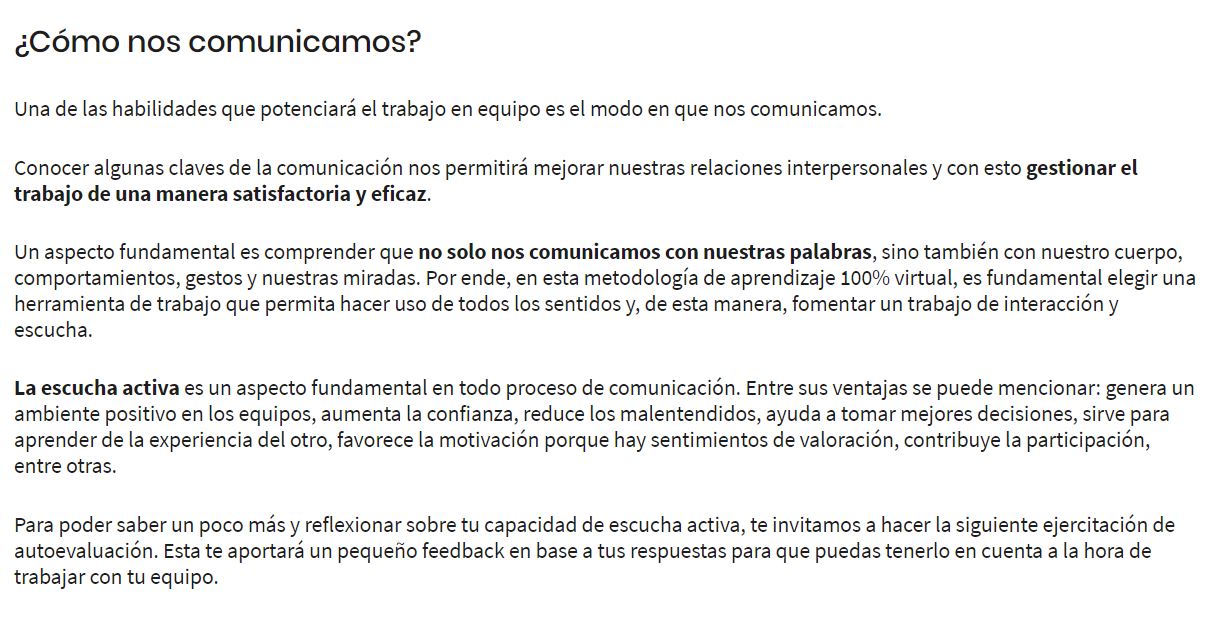 ¿Cómo nos comunicamos?
Una de las habilidades que potenciará el trabajo en equipo es el modo en que nos comunicamos.
Conocer algunas claves de la comunicación nos permitirá mejorar nuestras relaciones interpersonales y con esto gestionar el
trabajo de una manera satisfactoria y eficaz.
Un aspecto fundamental es comprender que no solo nos comunicamos con nuestras palabras, sino también con nuestro cuerpo,
comportamientos, gestos y nuestras miradas. Por ende, en esta metodología de aprendizaje 100% virtual, es fundamental elegir una
herramienta de trabajo que permita hacer uso de todos los sentidos y, de esta manera, fomentar un trabajo de interacción y
escucha.
La escucha activa es un aspecto fundamental en todo proceso de comunicación. Entre sus ventajas se puede mencionar: genera un
ambiente positivo en los equipos, aumenta la confianza, reduce los malentendidos, ayuda a tomar mejores decisiones, sirve para
aprender de la experiencia del otro, favorece la motivación porque hay sentimientos de valoración, contribuye la participación,
entre otras.
Para poder saber un poco más y reflexionar sobre tu capacidad de escucha activa, te invitamos a hacer la siguiente ejercitación de
autoevaluación. Esta te aportará un pequeño feedback en base a tus respuestas para que puedas tenerlo en cuenta a la hora de
trabajar con tu equipo.